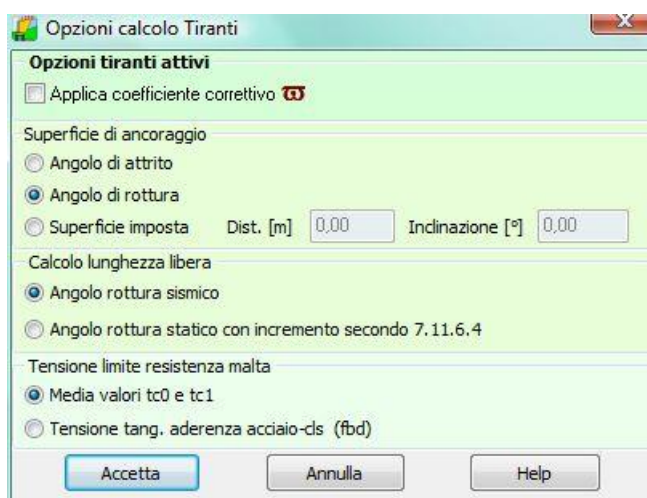 Opzioni calcolo Tiranti
Opzioni tiranti attivi
Applica coefficiente correttivo ϖ
Superficie di ancoraggio
Angolo di attrito
Angolo di rottura
Superficie imposta Dist. [m] 0,00 Inclinazione [°] 0,00
Calcolo lunghezza libera
Angolo rottura sismico
Angolo rottura statico con incremento secondo 7.11.6.4
Tensione limite resistenza malta
Media valori tc0 e tc1
Tensione tang. aderenza acciaio-cls (fbd)
Accetta Annulla Help